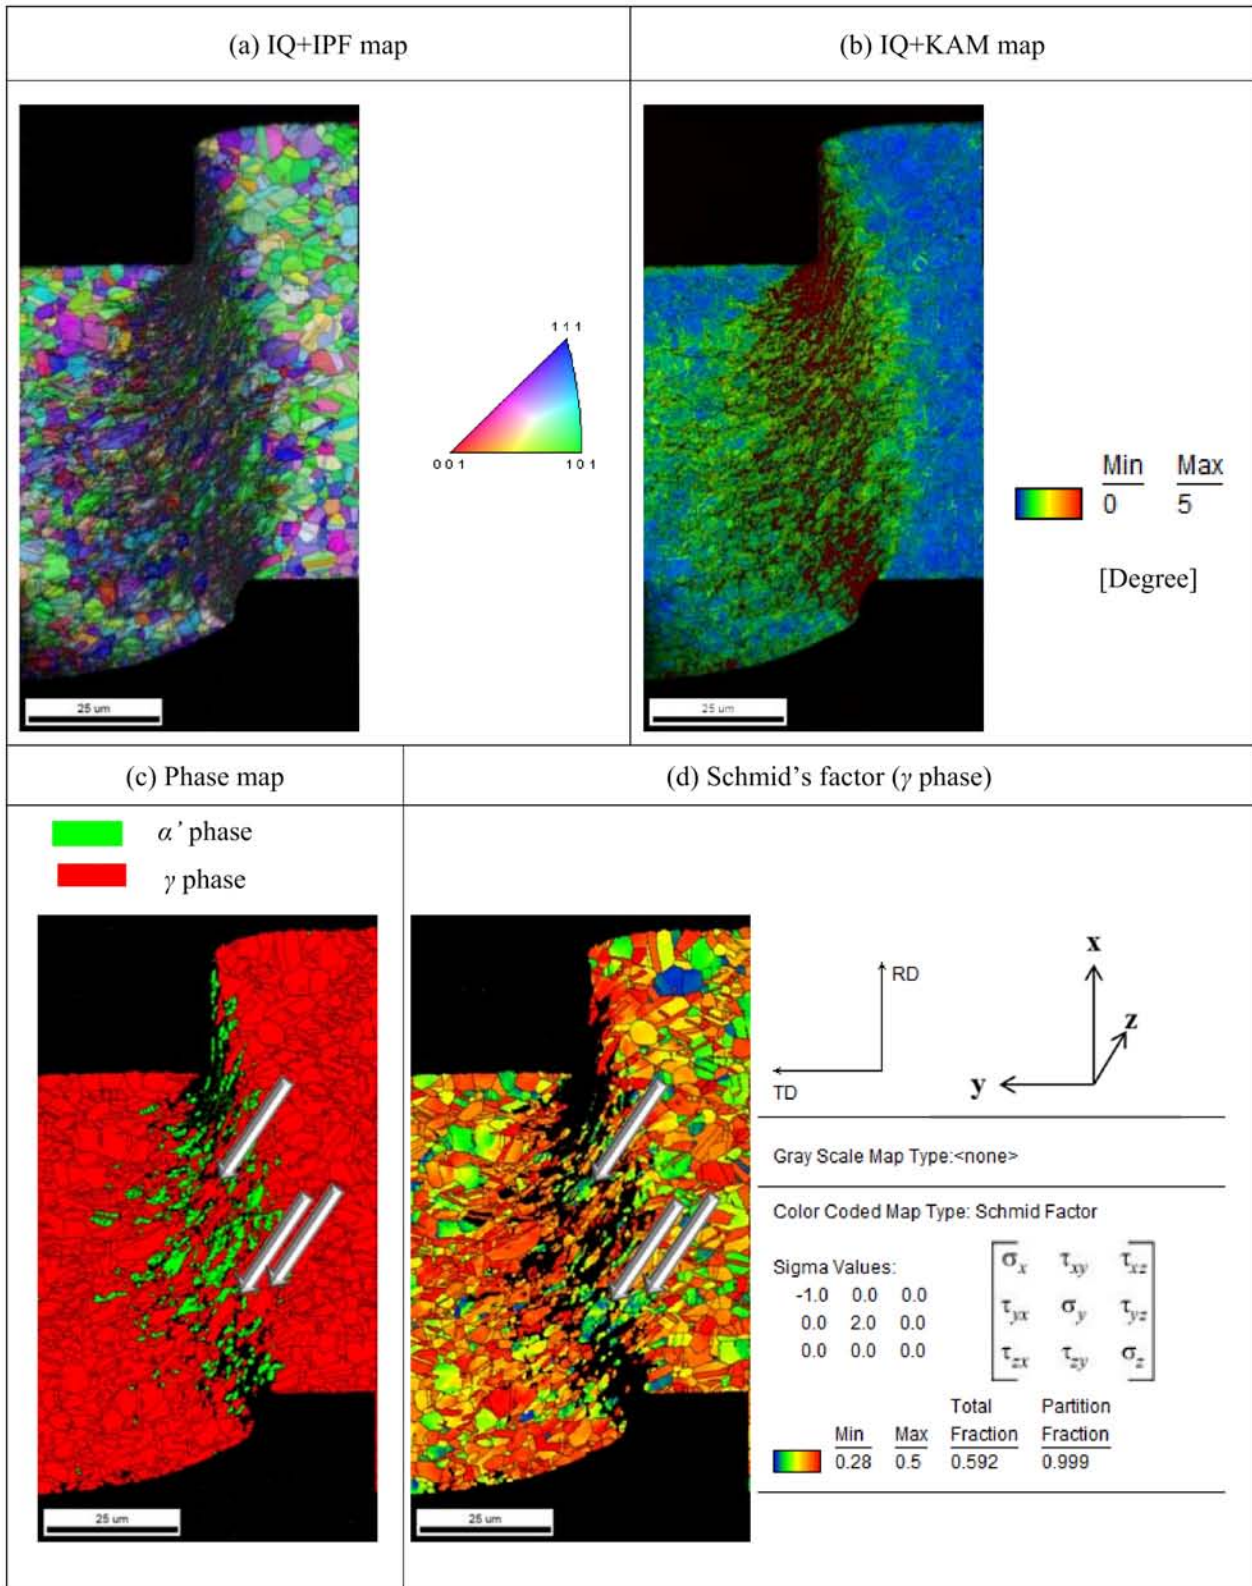 (a) IQ+IPF map
(b) IQ+KAM map
1 1 1
0 0 1
1 0 1
25 um
Min Max
0 5
[Degree]
25 um
(c) Phase map
(d) Schmid's factor (γ phase)
α' phase
γ phase
25 um
25 um
RD
TD
x
z
y
Gray Scale Map Type:<none>
Color Coded Map Type: Schmid Factor
Sigma Values:
-1.0 0.0 0.0
0.0 2.0 0.0
0.0 0.0 0.0
σx τxy τxz
τyx σy τyz
τzx τzy σz
Total Partition
Min Max Fraction Fraction
0.28 0.5 0.592 0.999